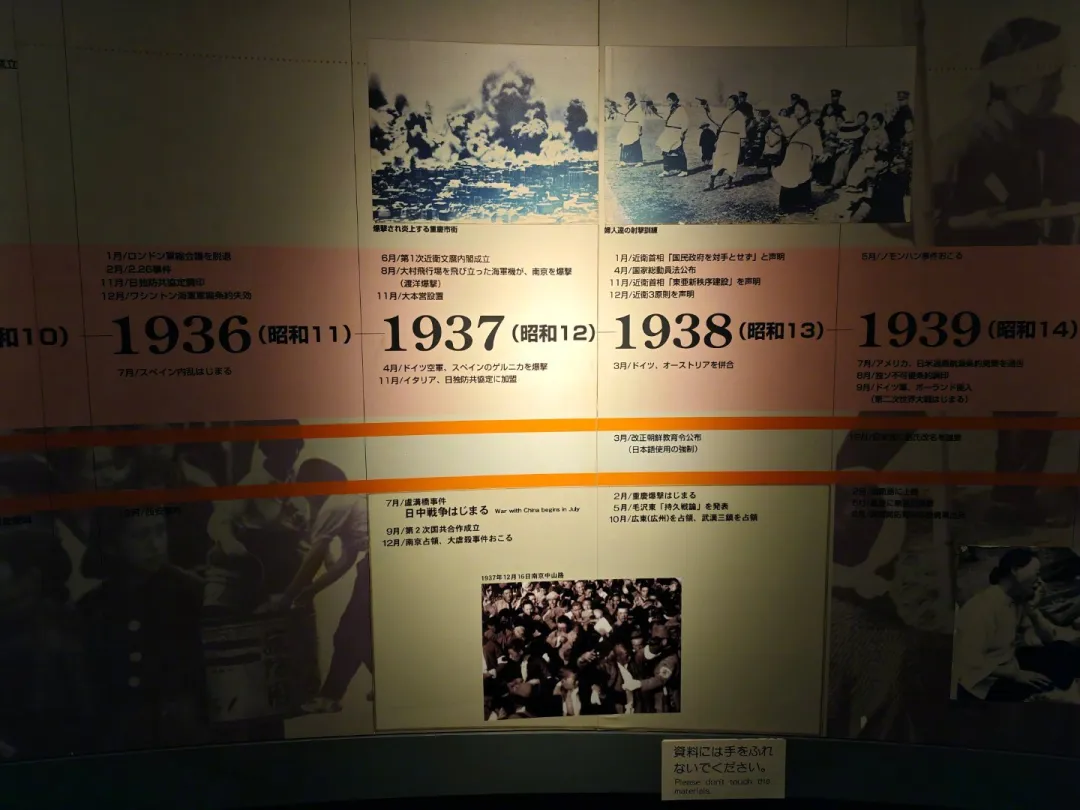 爆撃され炎上する重慶市街
婦人達の射撃訓練
1月/ロンドン軍縮会議を脱退
2月/2.26事件
11月/日独防共協定調印
12月/ワシントン海軍軍縮条約失効
6月/第1次近衛文麿内閣成立
8月/大村飛行場を飛び立った海軍機が、南京を爆撃
(渡洋爆撃)
11月/大本営設置
1月/近衛首相「国民政府を対手とせず」と声明
4月/国家総動員法公布
11月/近衛首相「東亜新秩序建設」を声明
12月/近衛3原則を声明
5月/ノモンハン事件おこる
和10)
1936(昭和11)
1937(昭和12)
1938(昭和13)
1939(昭和14)
7月/スペイン内乱はじまる
4月/ドイツ空軍、スペインのゲルニカを爆撃
11月/イタリア、日独防共協定に加盟
3月/ドイツ、オーストリアを併合
7月/アメリカ、日米通商航海条約廃棄を通告
8月/独ソ不可侵条約調印
9月/ドイツ軍、ポーランド侵入
(第二次世界大戦はじまる)
3月/改正朝鮮教育令公布
(日本語使用の強制)
7月/盧溝橋事件
日中戦争はじまる War with China begins in July
9月/第2次国共合作成立
12月/南京占領、大虐殺事件おこる
2月/重慶爆撃はじまる
5月/毛沢東「持久戦論」を発表
10月/広東(広州)を占領、武漢三鎮を占領
1937年12月16日南京中山路
資料には手をふれ
ないでください。
Please don't touch the
materials.